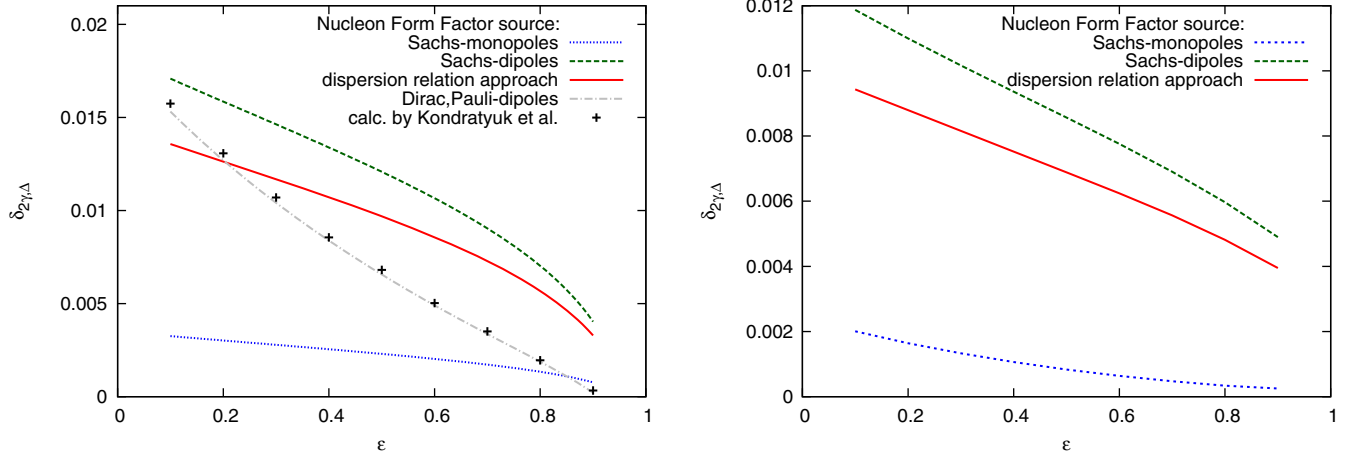 0.02
0.015
0.01
0.005
0
δ2γ,Δ
Nucleon Form Factor source:
Sachs-monopoles
Sachs-dipoles
dispersion relation approach
Dirac,Pauli-dipoles
calc. by Kondratyuk et al.
0 0.2 0.4 0.6 0.8 1
ε
0.012
0.01
0.008
0.006
0.004
0.002
0
δ2γ,Δ
Nucleon Form Factor source:
Sachs-monopoles
Sachs-dipoles
dispersion relation approach
0 0.2 0.4 0.6 0.8 1
ε